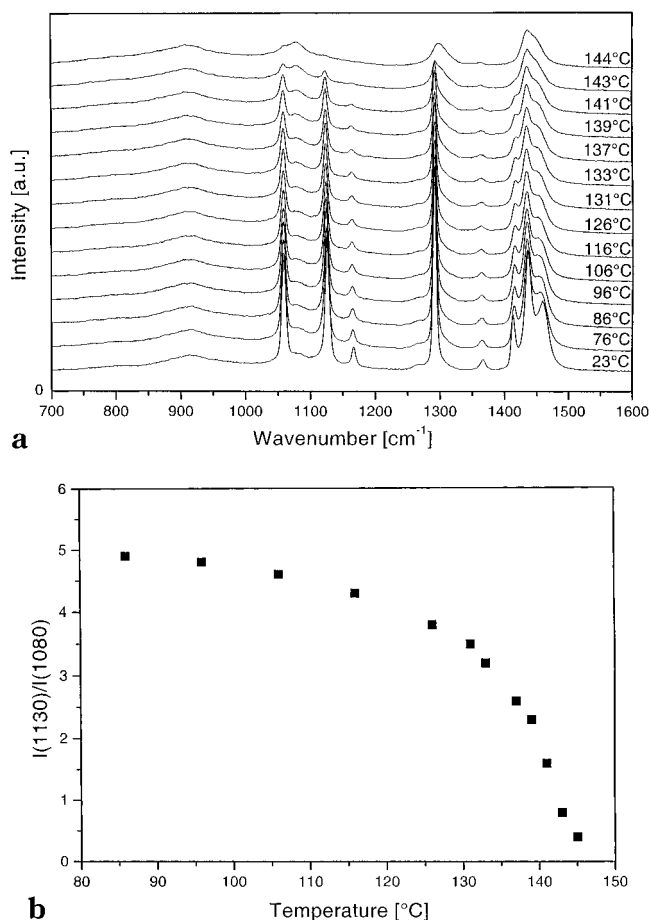 144°C
143°C
141°C
139°C
137°C
133°C
131°C
126°C
116°C
106°C
96°C
86°C
76°C
23°C
Intensity [a.u.]
0
700 800 900 1000 1100 1200 1300 1400 1500 1600
Wavenumber [cm⁻¹]
a
6
5
4
3
2
1
0
I(1130)/I(1080)
80 90 100 110 120 130 140 150
Temperature [°C]
b